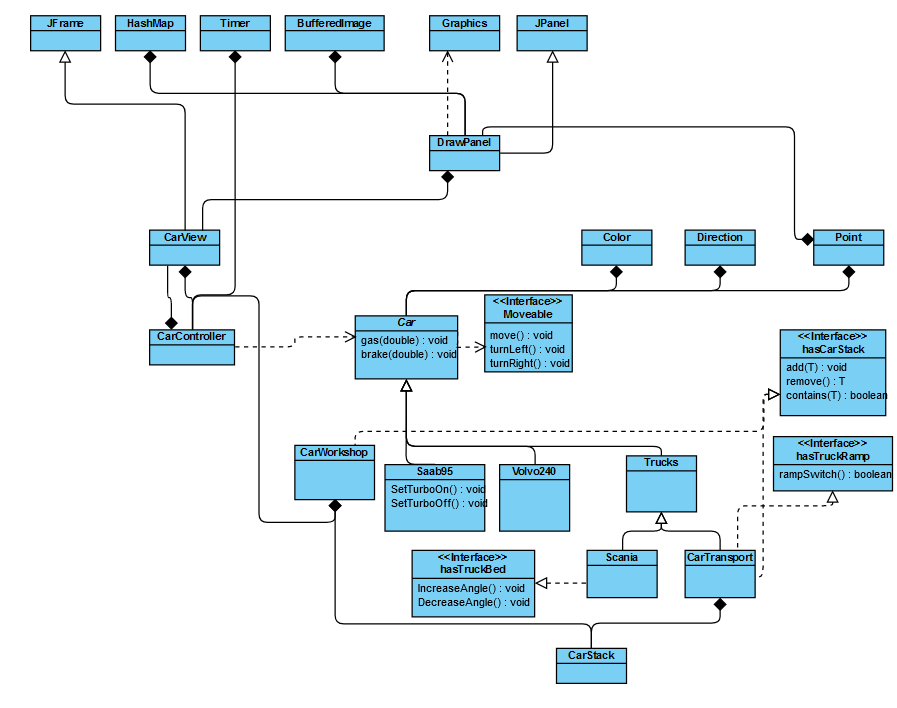 JFrame
HashMap
Timer
BufferedImage
Graphics
JPanel
DrawPanel
CarView
Color
Direction
Point
<<Interface>>
Moveable
move() : void
turnLeft() : void
turnRight() : void
Car
gas(double) : void
brake(double) : void
CarController
<<Interface>>
hasCarStack
add(T) : void
remove() : T
contains(T) : boolean
<<Interface>>
hasTruckRamp
rampSwitch() : boolean
CarWorkshop
Saab95
SetTurboOn() : void
SetTurboOff() : void
Volvo240
Trucks
<<Interface>>
hasTruckBed
IncreaseAngle() : void
DecreaseAngle() : void
Scania
CarTransport
CarStack